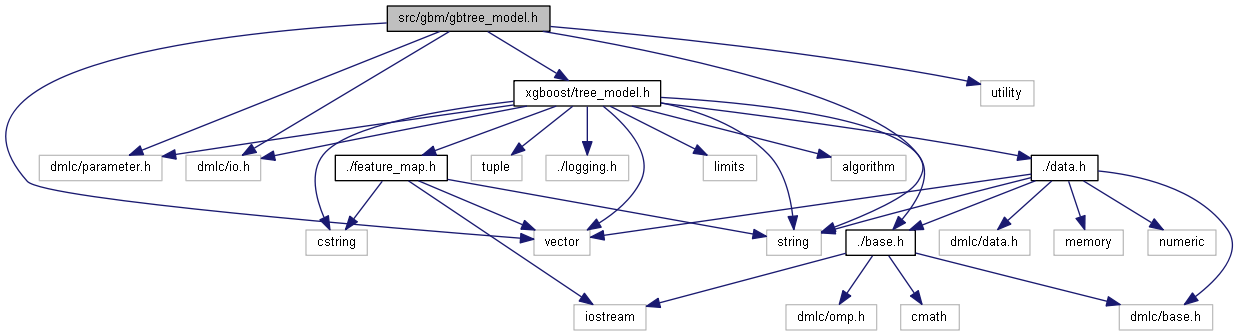 src/gbm/gbtree_model.h
xgboost/tree_model.h
utility
dmlc/parameter.h
dmlc/io.h
./feature_map.h
tuple
./logging.h
limits
algorithm
./data.h
cstring
vector
string
./base.h
dmlc/data.h
memory
numeric
iostream
dmlc/omp.h
cmath
dmlc/base.h